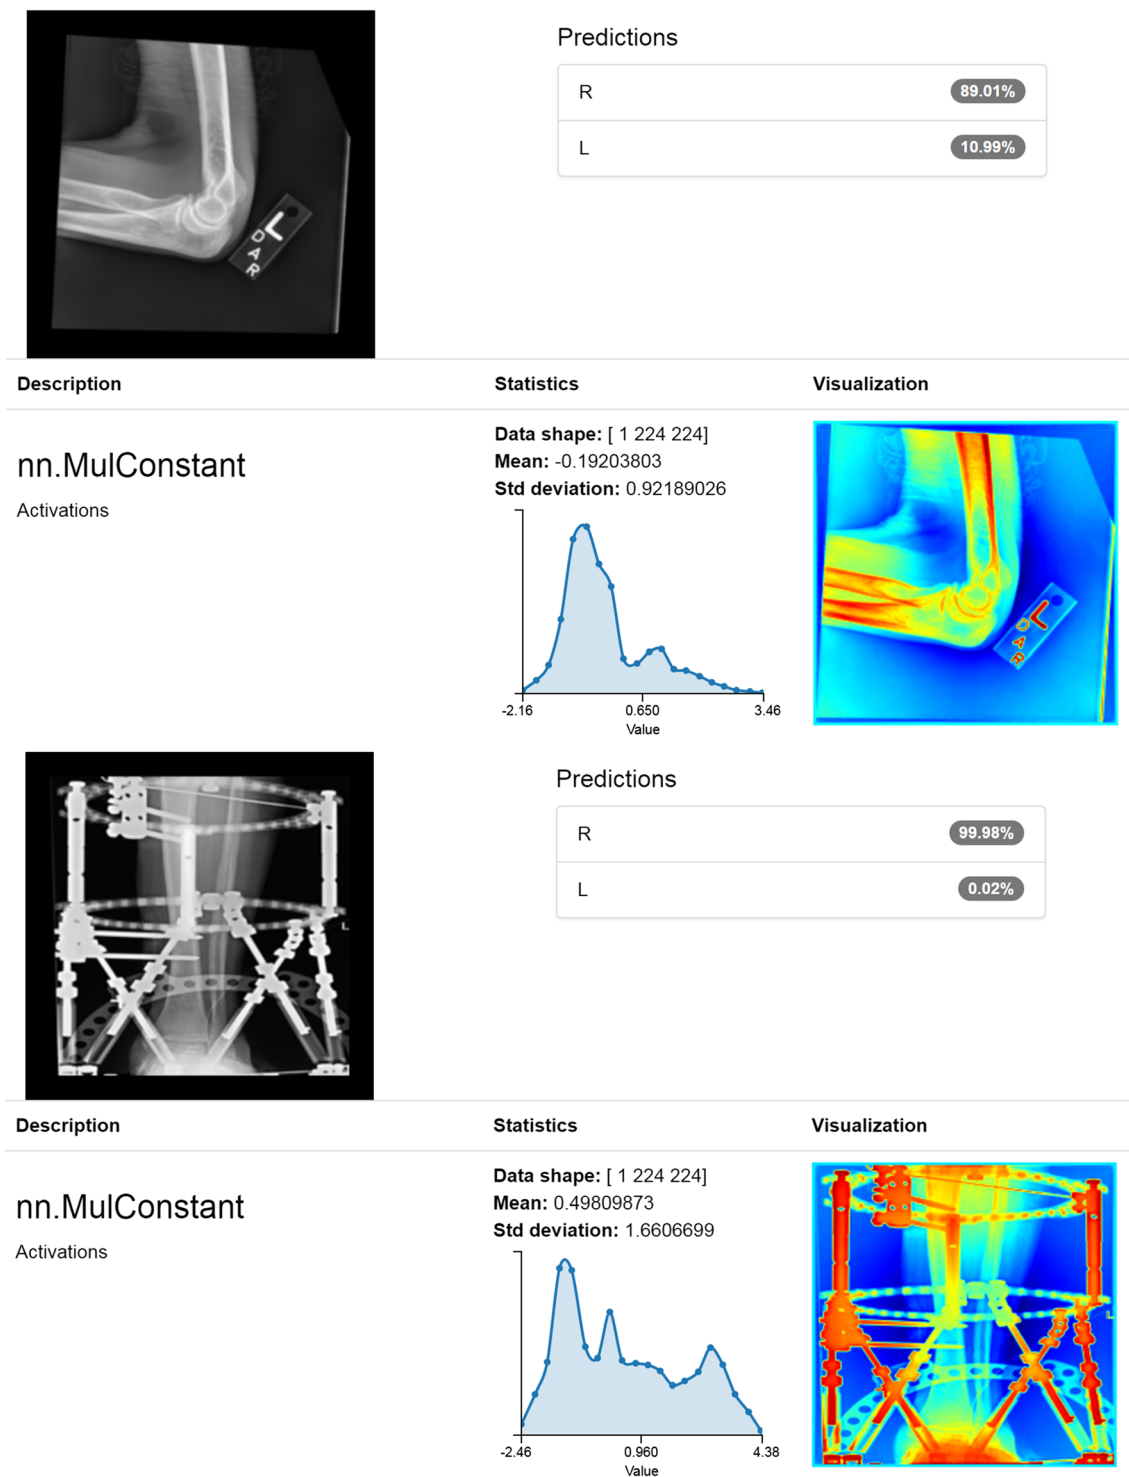 Predictions
R 89.01%
L 10.99%
L
D
A
R
Description Statistics Visualization
nn.MulConstant
Activations
Data shape: [ 1 224 224]
Mean: -0.19203803
Std deviation: 0.92189026
-2.16 0.650 3.46
Value
L
D
A
R
Predictions
R 99.98%
L 0.02%
L
Description Statistics Visualization
nn.MulConstant
Activations
Data shape: [ 1 224 224]
Mean: 0.49809873
Std deviation: 1.6606699
-2.46 0.960 4.38
Value
L